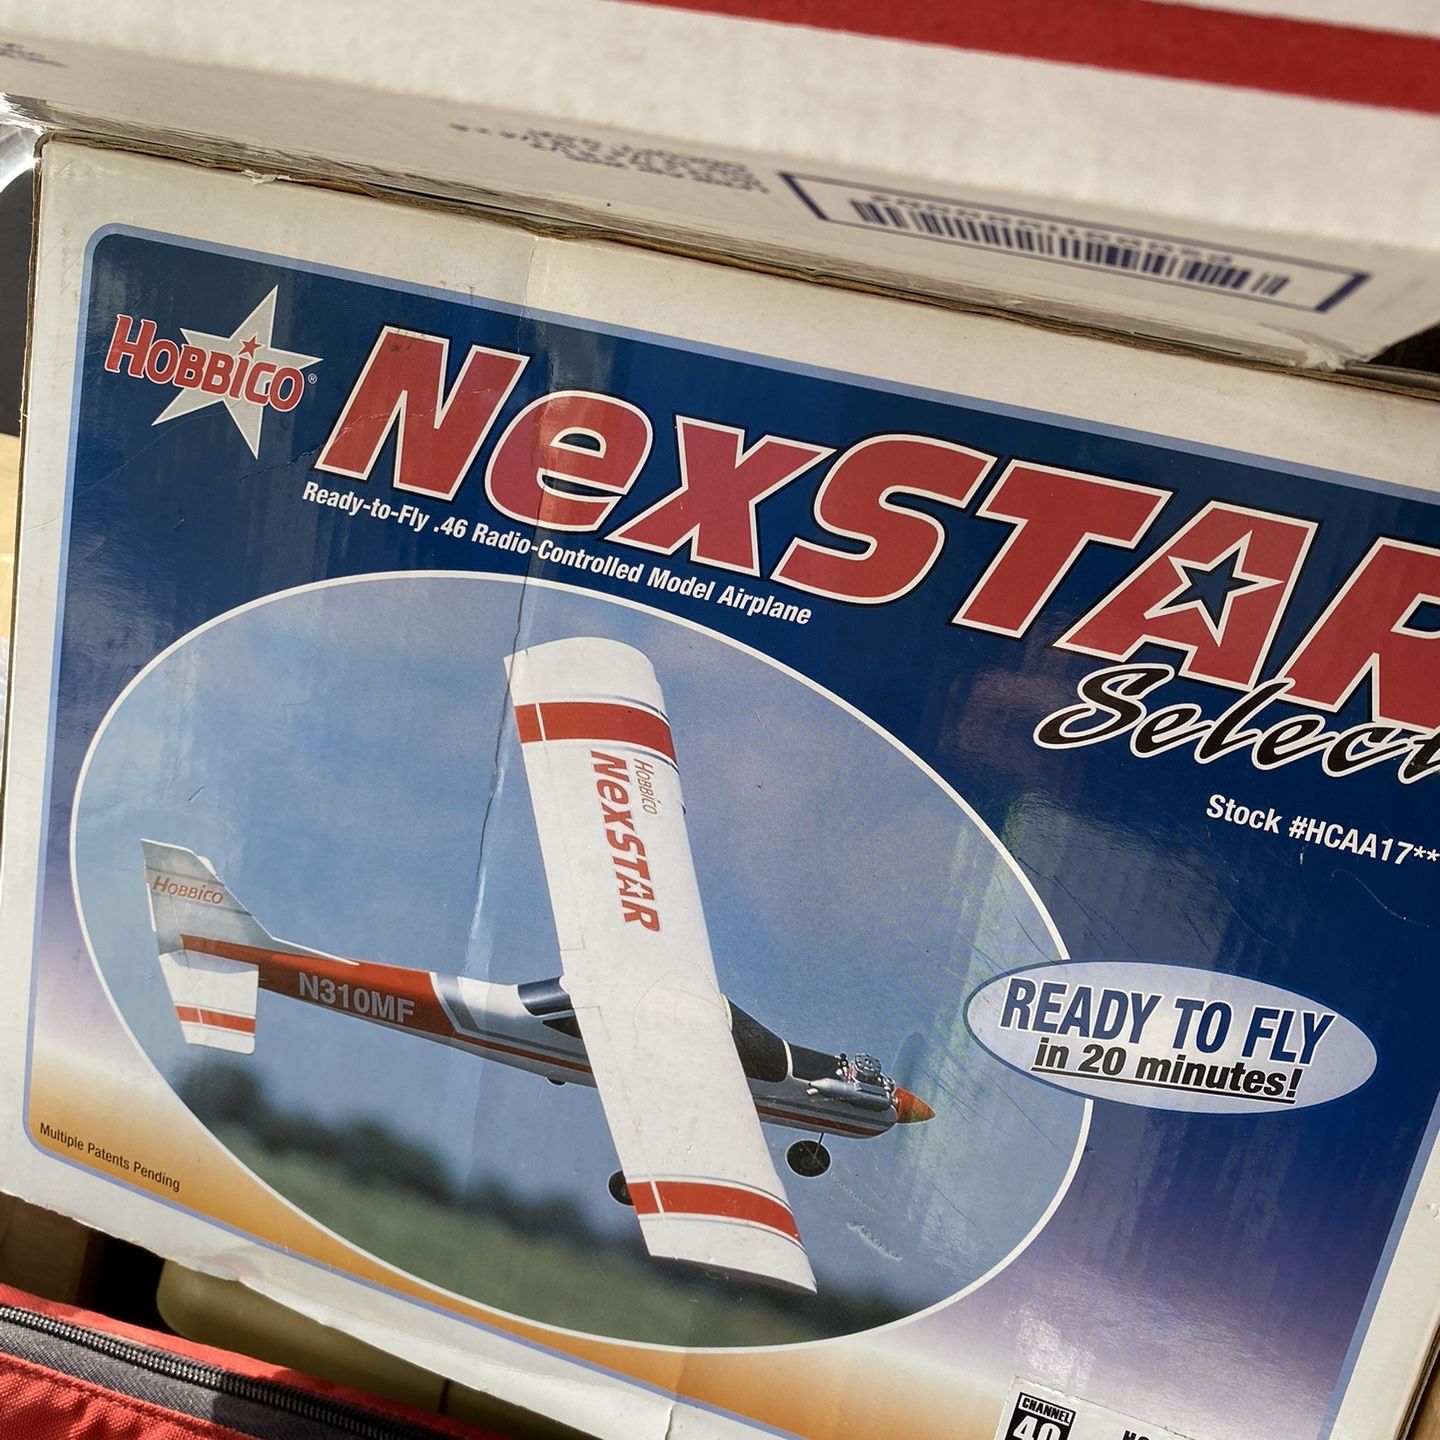 HOBBICO®
NexSTAR
Select
Ready-to-Fly .46 Radio-Controlled Model Airplane
Stock #HCAA17**
HOBBICO
NexSTAR
HOBBICO
N310MF
READY TO FLY
in 20 minutes!
Multiple Patents Pending
CHANNEL
40